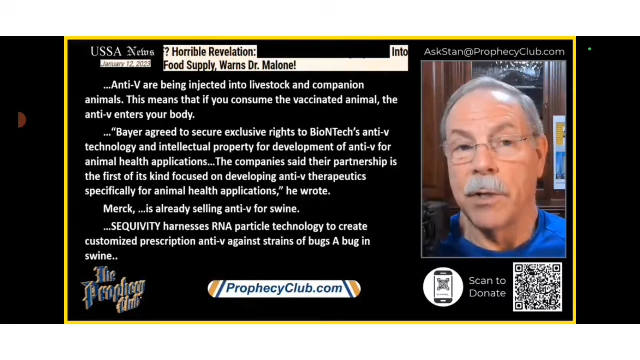 USSA News
January 12, 2023
? Horrible Revelation: Into
Food Supply, Warns Dr. Malone!
AskStan@ProphecyClub.com
…Anti-V are being injected into livestock and companion
animals. This means that if you consume the vaccinated animal, the
anti-v enters your body.
…“Bayer agreed to secure exclusive rights to BioNTech's anti-v
technology and intellectual property for development of anti-v for
animal health applications…The companies said their partnership is
the first of its kind focused on developing anti-v therapeutics
specifically for animal health applications,” he wrote.
Merck, …is already selling anti-v for swine.
…SEQUIVITY harnesses RNA particle technology to create
customized prescription anti-v against strains of bugs A bug in
swine..
The
Prophecy
Club
ProphecyClub.com
Scan to
Donate